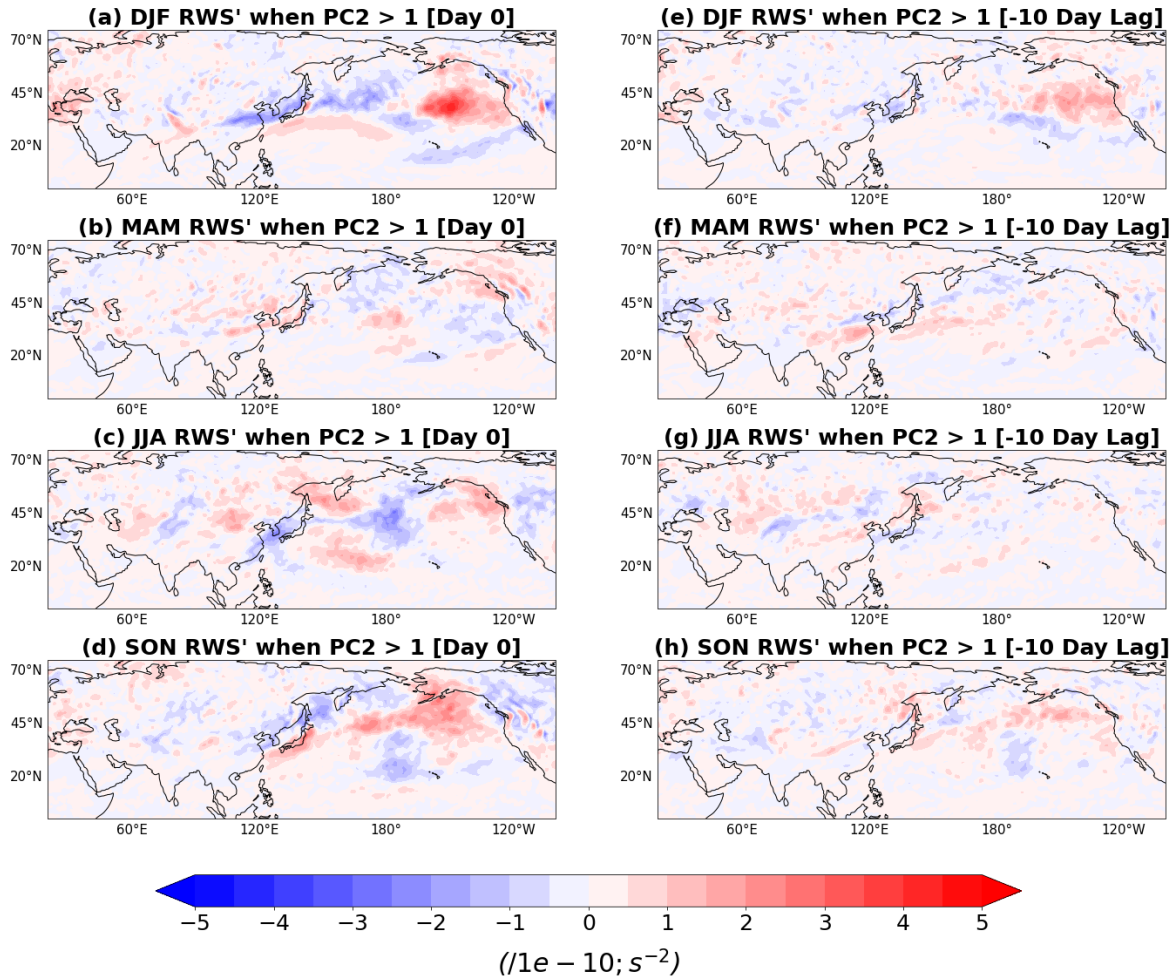 (a) DJF RWS' when PC2 > 1 [Day 0]
70°N
45°N
20°N
60°E 120°E 180° 120°W
(e) DJF RWS' when PC2 > 1 [-10 Day Lag]
70°N
45°N
20°N
60°E 120°E 180° 120°W
(b) MAM RWS' when PC2 > 1 [Day 0]
70°N
45°N
20°N
60°E 120°E 180° 120°W
(f) MAM RWS' when PC2 > 1 [-10 Day Lag]
70°N
45°N
20°N
60°E 120°E 180° 120°W
(c) JJA RWS' when PC2 > 1 [Day 0]
70°N
45°N
20°N
60°E 120°E 180° 120°W
(g) JJA RWS' when PC2 > 1 [-10 Day Lag]
70°N
45°N
20°N
60°E 120°E 180° 120°W
(d) SON RWS' when PC2 > 1 [Day 0]
70°N
45°N
20°N
60°E 120°E 180° 120°W
(h) SON RWS' when PC2 > 1 [-10 Day Lag]
70°N
45°N
20°N
60°E 120°E 180° 120°W
−5 −4 −3 −2 −1 0 1 2 3 4 5
(/1e − 10; s⁻²)